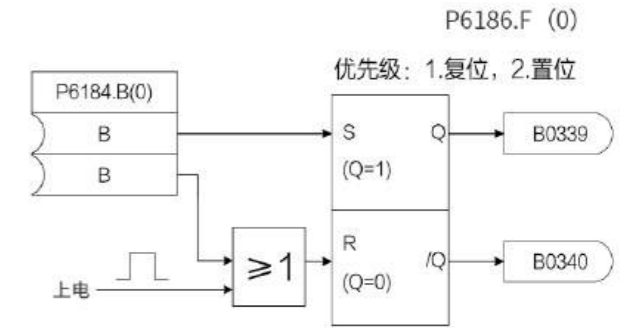 P6186.F（0）
优先级：1.复位，2.置位
P6184.B(0)
B
B
S
(Q=1)
Q
B0339
R
(Q=0)
/Q
B0340
≥1
上电